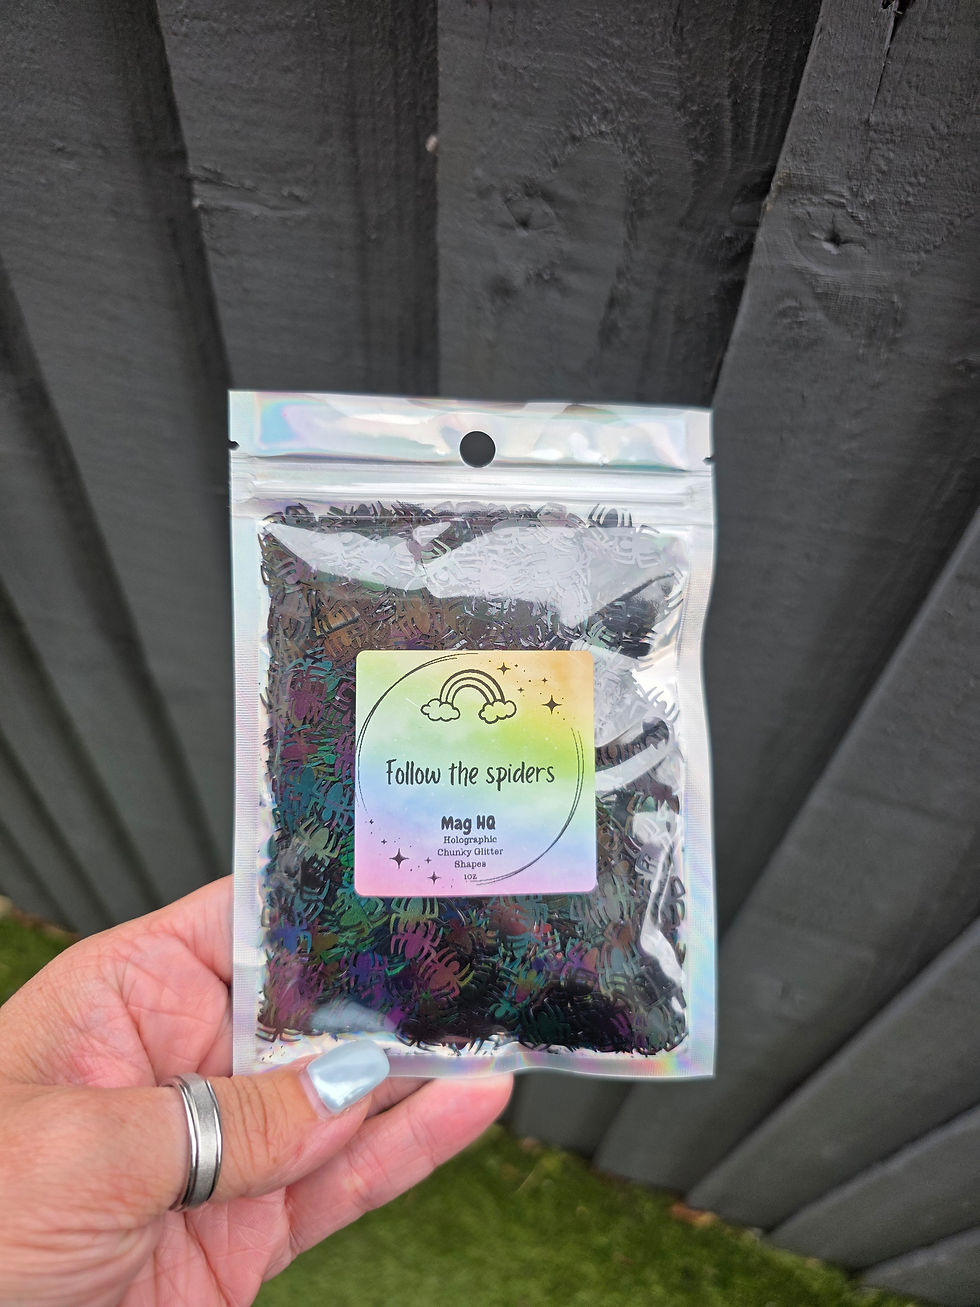 Follow the spiders
Mag HQ
Holographic
Chunky Glitter
Shapes
1OZ